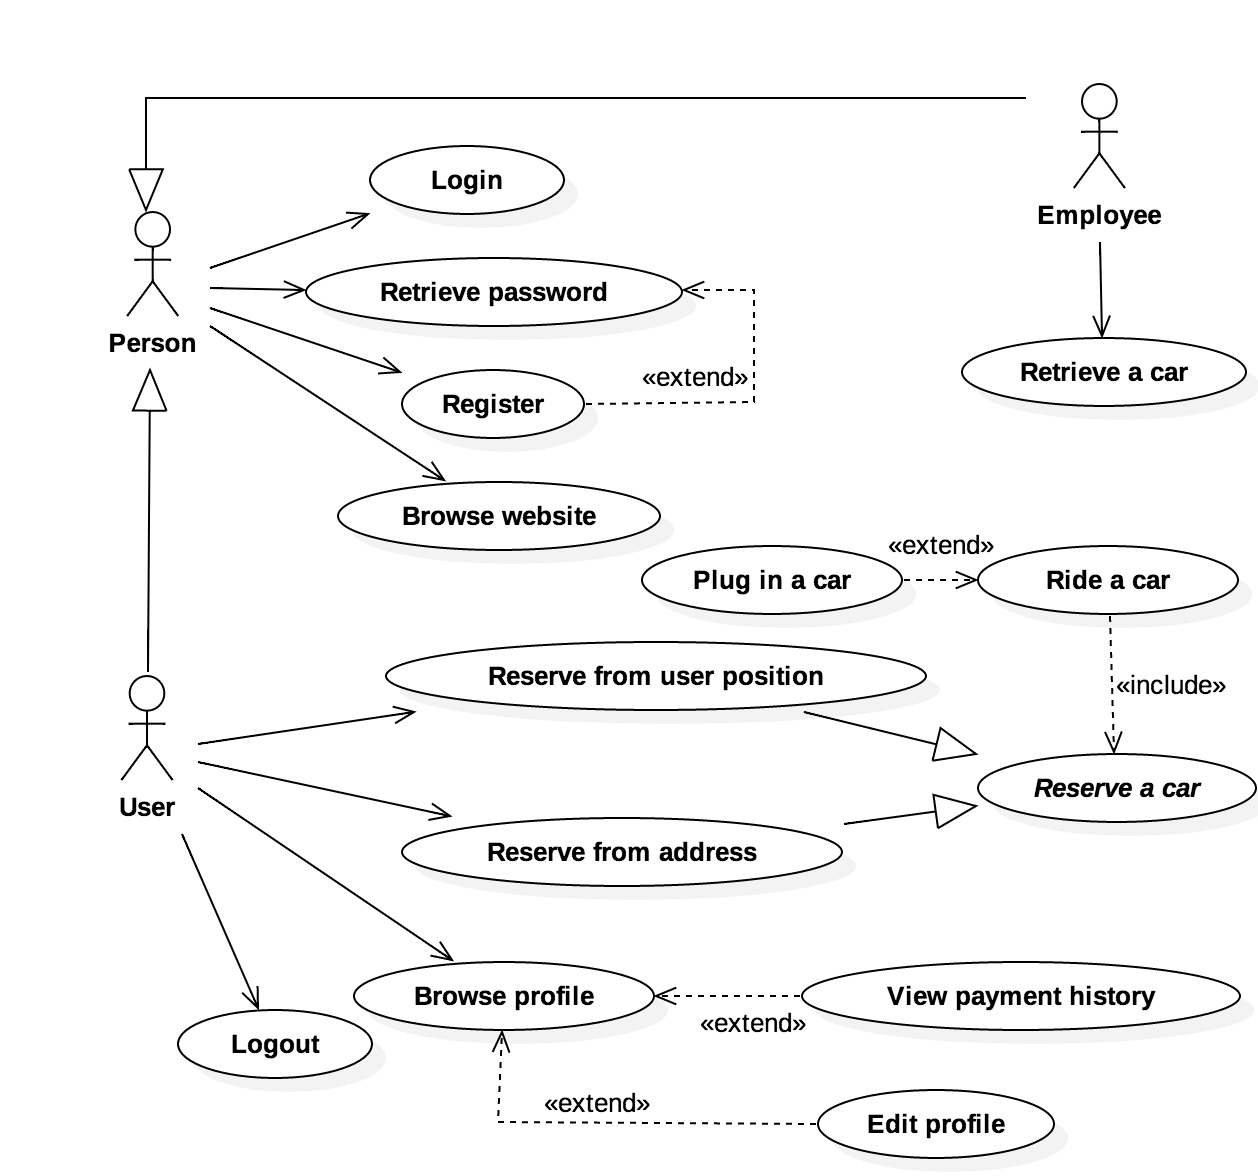 Login
Employee
Retrieve password
Person
Retrieve a car
«extend»
Register
Browse website
«extend»
Plug in a car
Ride a car
Reserve from user position
«include»
Reserve a car
User
Reserve from address
Browse profile
View payment history
«extend»
Logout
«extend»
Edit profile